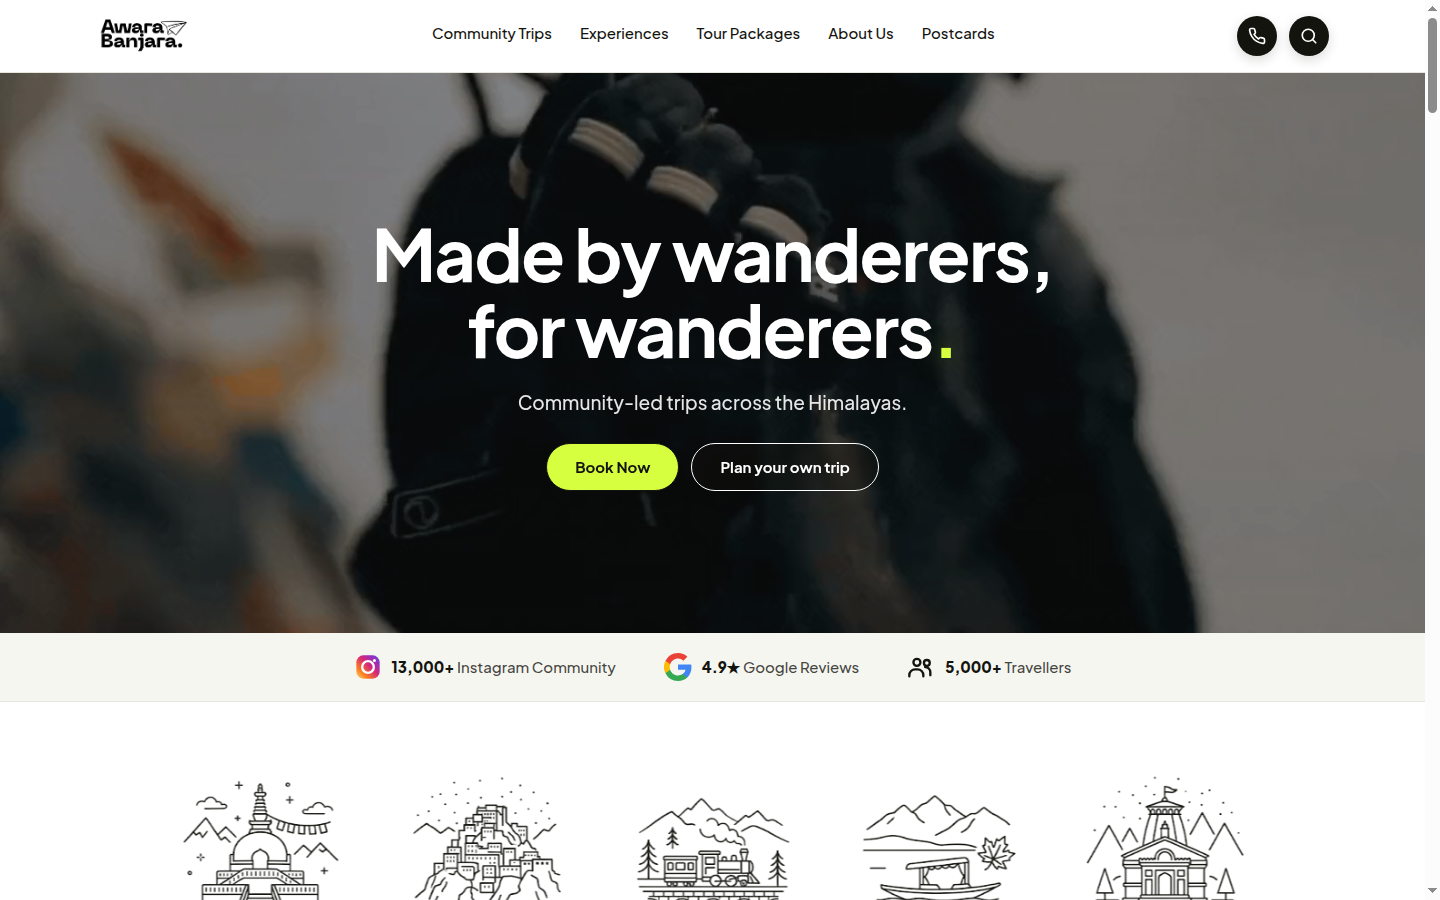 Awara
Banjara.
Community Trips
Experiences
Tour Packages
About Us
Postcards
Made by wanderers,
for wanderers.
Community-led trips across the Himalayas.
Book Now
Plan your own trip
13,000+ Instagram Community
4.9★ Google Reviews
5,000+ Travellers